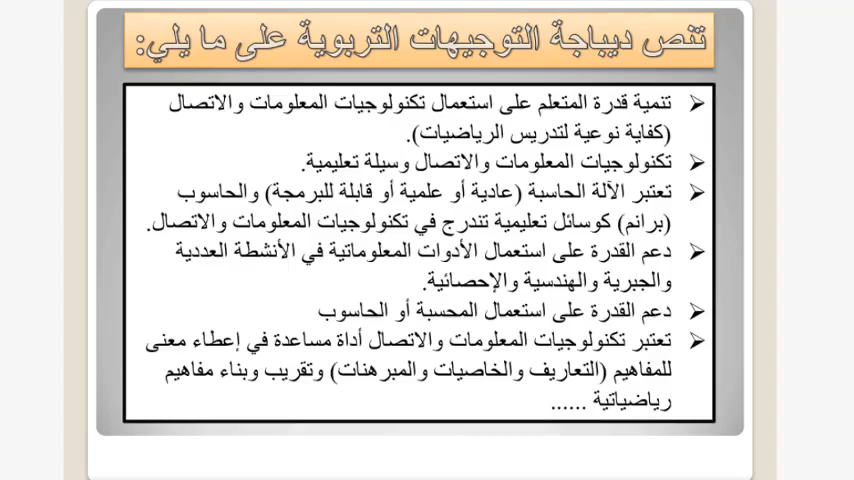 تنص ديباجة التوجيهات التربوية على ما يلي:
➢ تنمية قدرة المتعلم على استعمال تكنولوجيات المعلومات والاتصال
(كفاية نوعية لتدريس الرياضيات).
➢ تكنولوجيات المعلومات والاتصال وسيلة تعليمية.
➢ تعتبر الآلة الحاسبة (عادية أو علمية أو قابلة للبرمجة) والحاسوب
(برانم) كوسائل تعليمية تندرج في تكنولوجيات المعلومات والاتصال.
➢ دعم القدرة على استعمال الأدوات المعلوماتية في الأنشطة العددية
والجبرية والهندسية والإحصائية.
➢ دعم القدرة على استعمال المحسبة أو الحاسوب
➢ تعتبر تكنولوجيات المعلومات والاتصال أداة مساعدة في إعطاء معنى
للمفاهيم (التعاريف والخاصيات والمبرهنات) وتقريب وبناء مفاهيم
رياضياتية ......